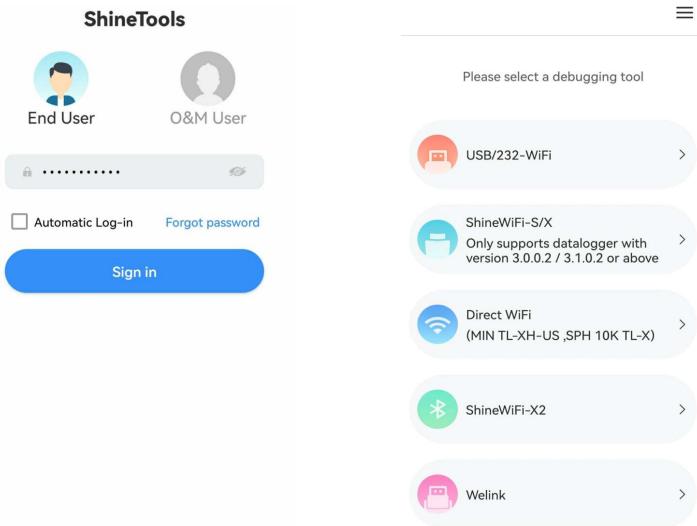 ShineTools
End User
O&M User
•••••••••••
Automatic Log-in
Forgot password
Sign in
Please select a debugging tool
USB/232-WiFi
ShineWiFi-S/X
Only supports datalogger with
version 3.0.0.2 / 3.1.0.2 or above
Direct WiFi
(MIN TL-XH-US ,SPH 10K TL-X)
ShineWiFi-X2
Welink